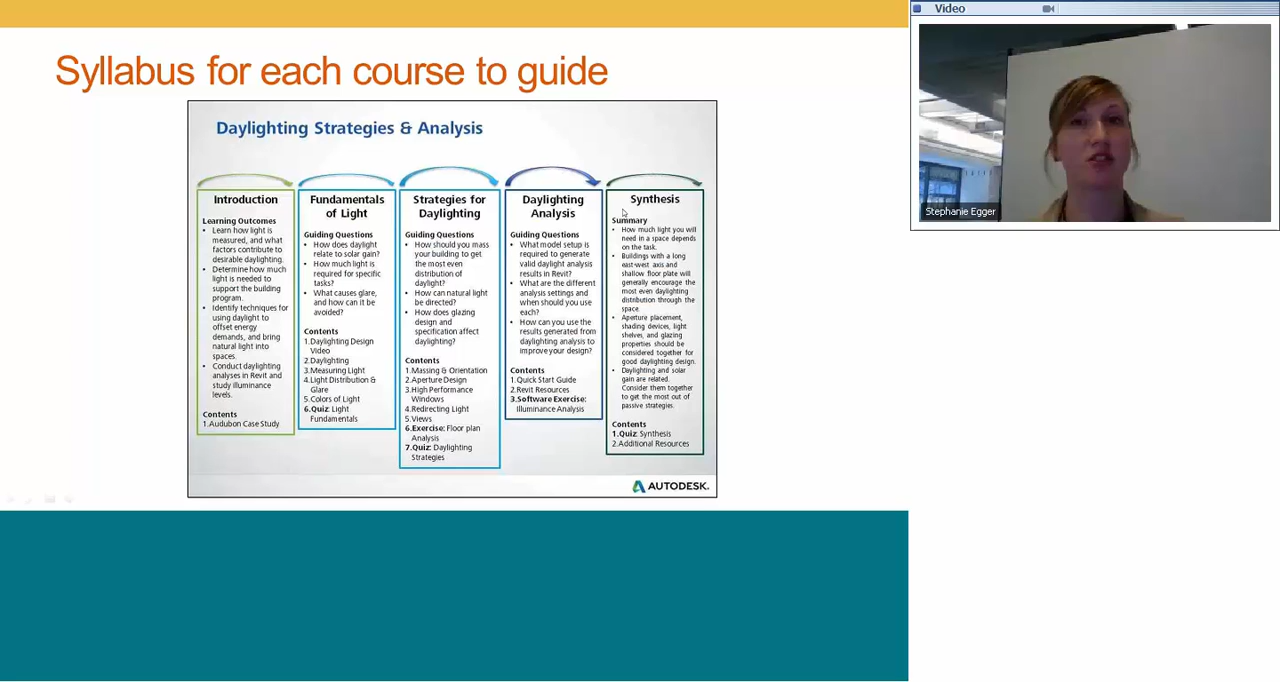 Syllabus for each course to guide
Daylighting Strategies & Analysis
Introduction
Learning Outcomes
• Learn how light is
measured, and what
factors contribute to
desirable daylighting.
• Determine how much
light is needed to
support the building
program.
• Identify techniques for
using daylight to
offset energy
demands, and bring
natural light into
spaces.
• Conduct daylighting
analyses in Revit and
study illuminance
levels.
Contents
1.Audubon Case Study
Fundamentals
of Light
Guiding Questions
• How does daylight
relate to solar gain?
• How much light is
required for specific
tasks?
• What causes glare,
and how can it be
avoided?
Contents
1.Daylighting Design
Video
2.Daylighting
3.Measuring Light
4.Light Distribution &
Glare
5.Colors of Light
6.Quiz: Light
Fundamentals
Strategies for
Daylighting
Guiding Questions
• How should you mass
your building to get
the most even
distribution of
daylight?
• How can natural light
be directed?
• How does glazing
design and
specification affect
daylighting?
Contents
1.Massing & Orientation
2.Aperture Design
3.High Performance
Windows
4.Redirecting Light
5.Views
6.Exercise: Floor plan
Analysis
7.Quiz: Daylighting
Strategies
Daylighting
Analysis
Guiding Questions
• What model setup is
required to generate
valid daylight analysis
results in Revit?
• What are the different
analysis settings and
when should you use
each?
• How can you use the
results generated from
daylighting analysis to
improve your design?
Contents
1.Quick Start Guide
2.Revit Resources
3.Software Exercise:
Illuminance Analysis
Synthesis
Summary
• How much light you will
need in a space depends
on the task.
• Buildings with a long
east-west axis and
shallow floor plate will
generally encourage the
most even daylighting
distribution through the
space.
• Aperture placement,
shading devices, light
shelves, and glazing
properties should be
considered together for
good daylighting design.
• Daylighting and solar
gain are related.
Consider them together
to get the most out of
passive strategies.
Contents
1.Quiz: Synthesis
2.Additional Resources
AUTODESK.
Video
Stephanie Egger